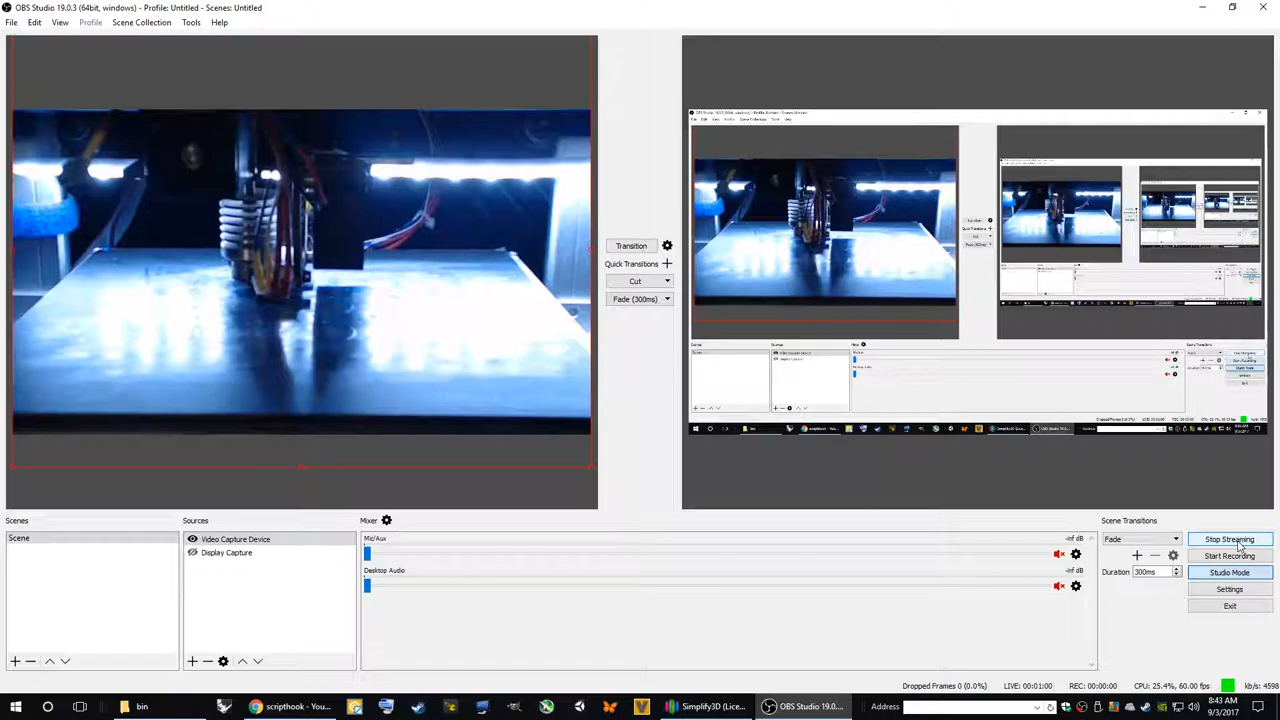 OBS Studio 19.0.3 (64bit, windows) - Profile: Untitled - Scenes: Untitled
File Edit View Profile Scene Collection Tools Help
Transition
Quick Transitions
Cut
Fade (300ms)
Scenes
Scene
Sources
Video Capture Device
Display Capture
Mixer
Mic/Aux
-inf dB
Desktop Audio
-inf dB
Scene Transitions
Fade
Duration 300ms
Stop Streaming
Start Recording
Studio Mode
Settings
Exit
Dropped Frames 0 (0.0%) LIVE: 00:01:00 REC: 00:00:00 CPU: 25.4%, 60.00 fps kb/s: 4598
bin
scripthook - You...
Simplify3D (Lice...
OBS Studio 19.0....
Address
8:43 AM
9/3/2017